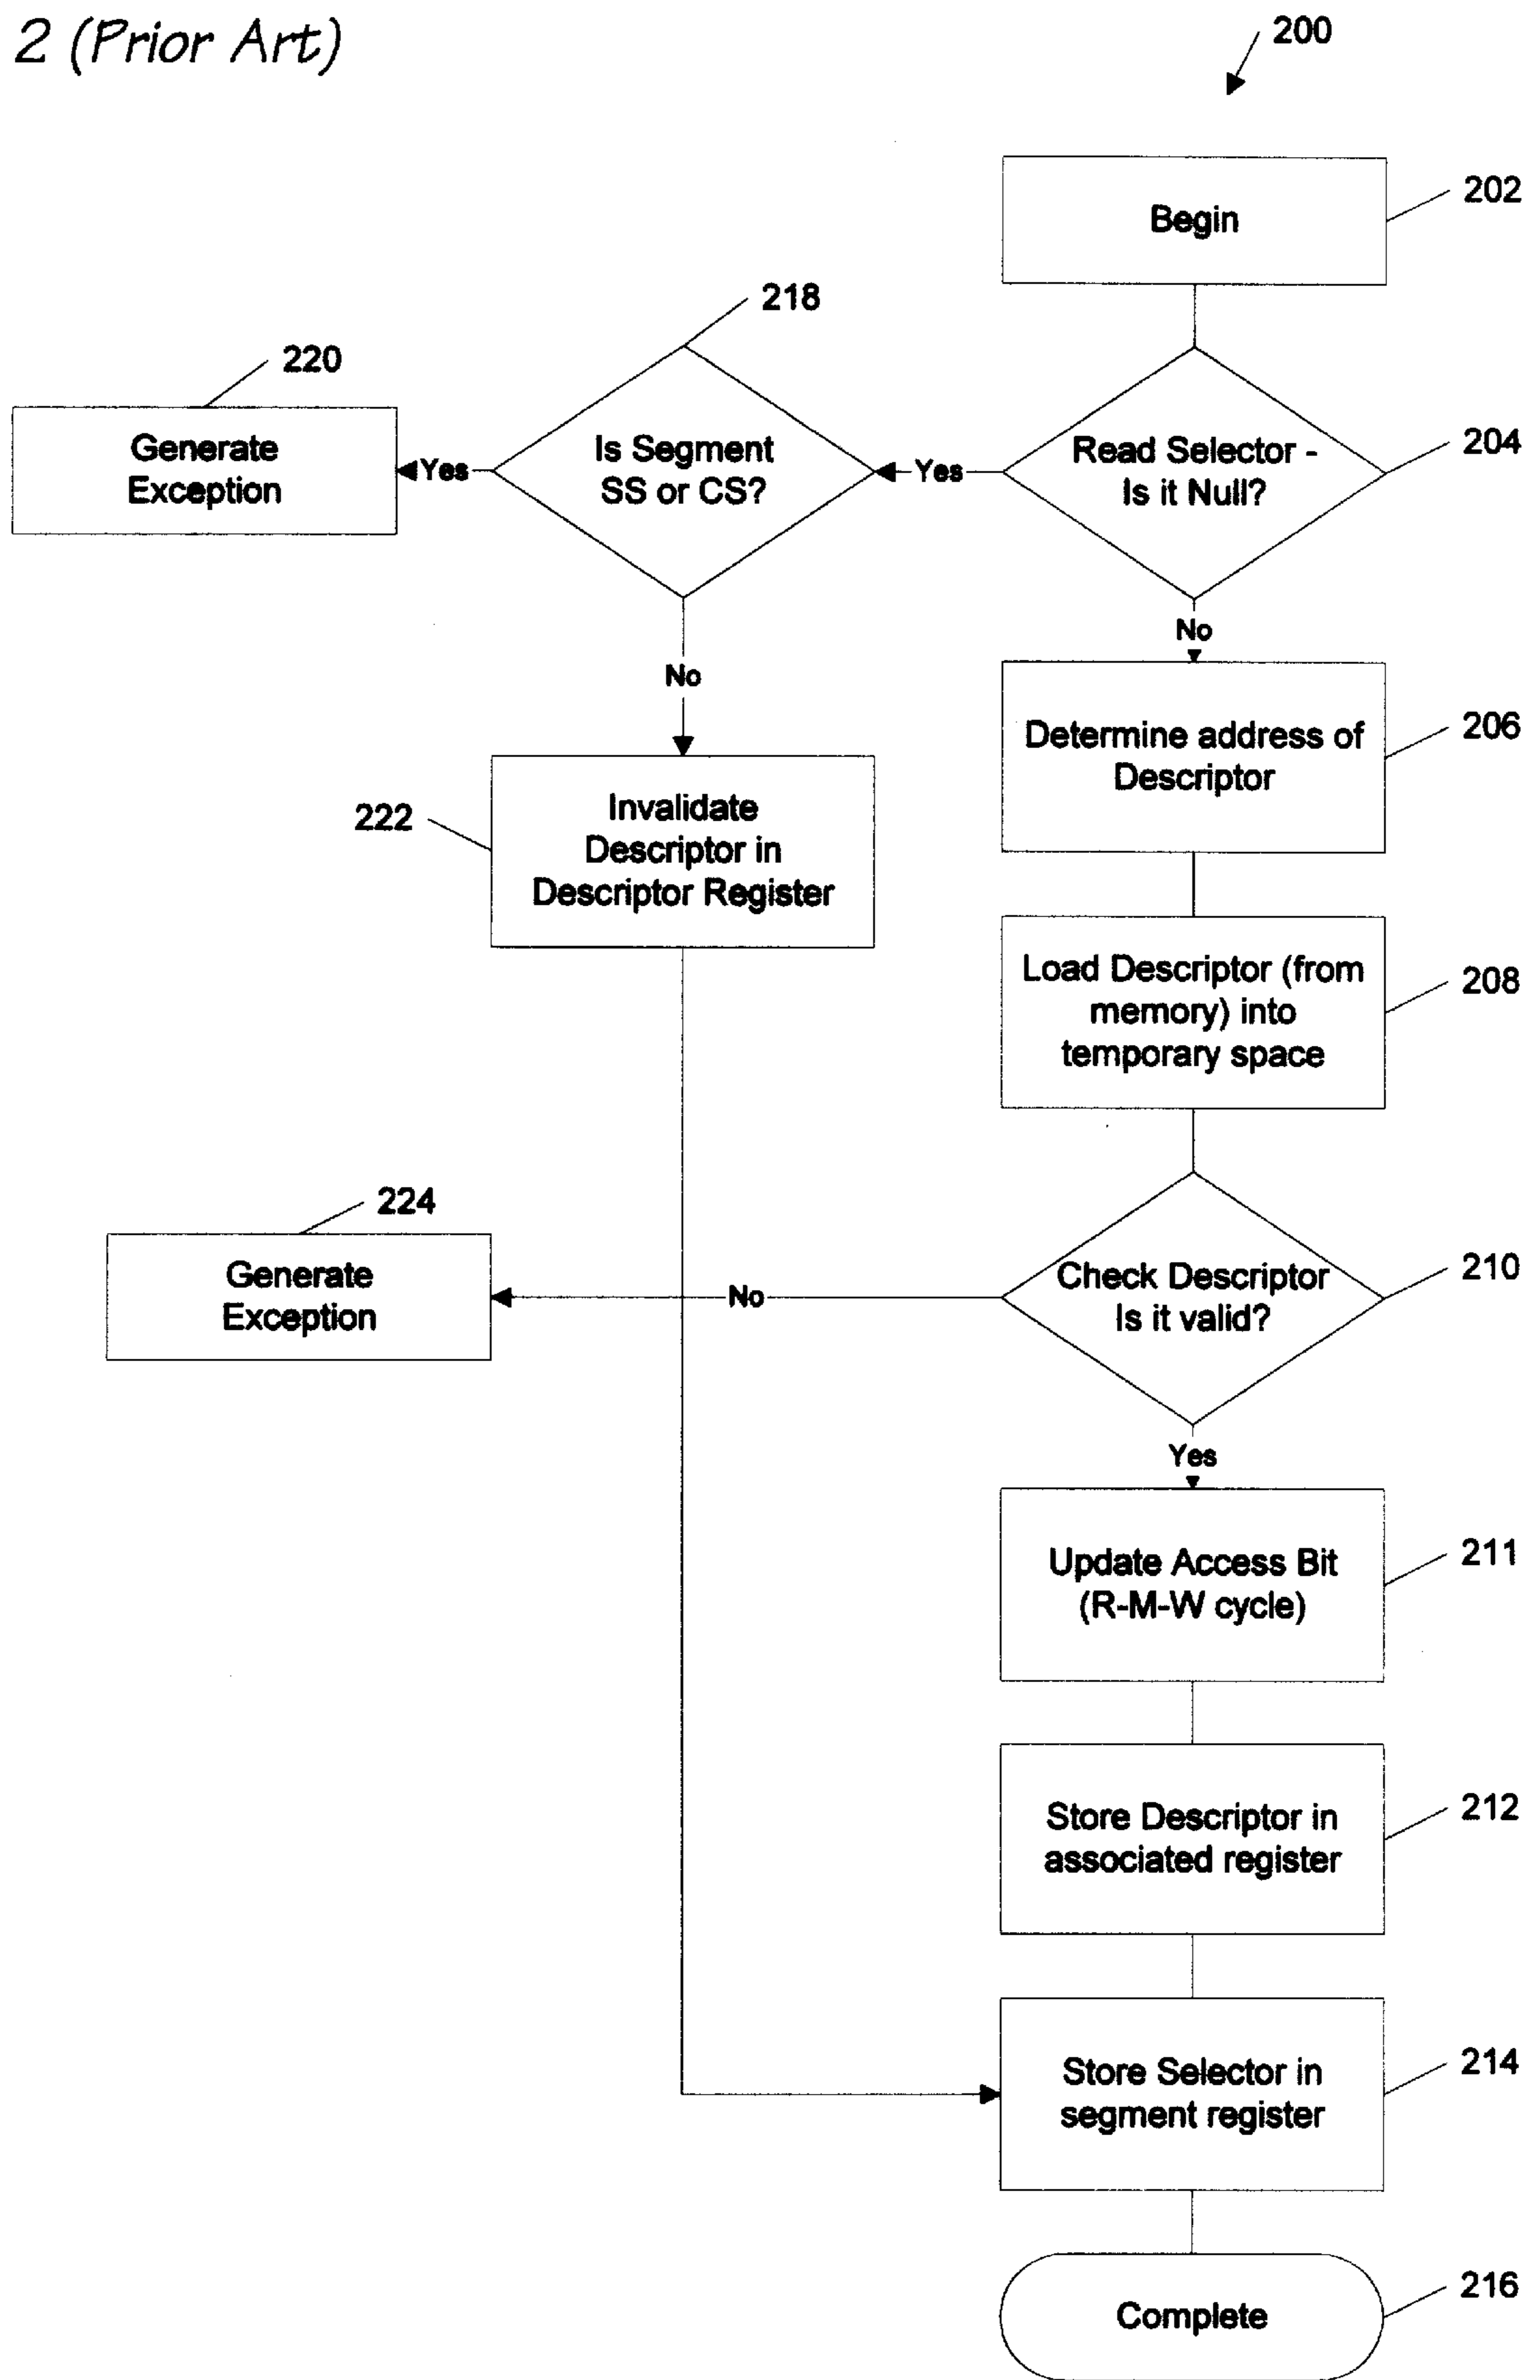 2 (Prior Art)
200
202
Begin
218
220
Generate
Exception
Yes
Is Segment
SS or CS?
Yes
Read Selector -
Is it Null?
204
No
No
Determine address of
Descriptor
206
222
Invalidate
Descriptor in
Descriptor Register
Load Descriptor (from
memory) into
temporary space
208
224
Generate
Exception
No
Check Descriptor
Is it valid?
210
Yes
Update Access Bit
(R-M-W cycle)
211
Store Descriptor in
associated register
212
Store Selector in
segment register
214
Complete
216